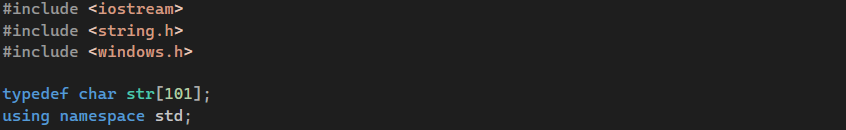 #include <iostream>
#include <string.h>
#include <windows.h>
typedef char str[101];
using namespace std;